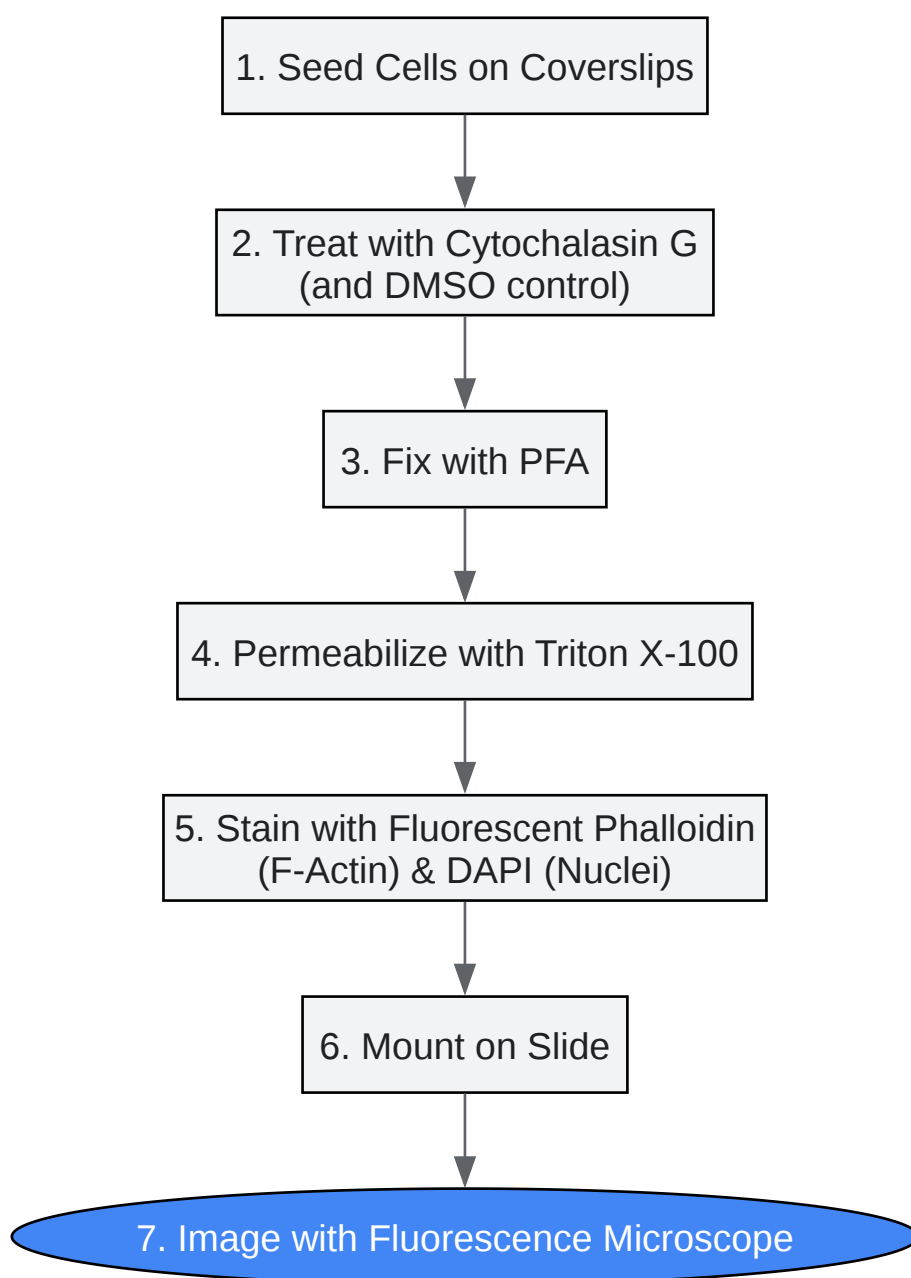 1. Seed Cells on Coverslips
2. Treat with Cytochalasin G
(and DMSO control)
3. Fix with PFA
4. Permeabilize with Triton X-100
5. Stain with Fluorescent Phalloidin
(F-Actin) & DAPI (Nuclei)
6. Mount on Slide
7. Image with Fluorescence Microscope